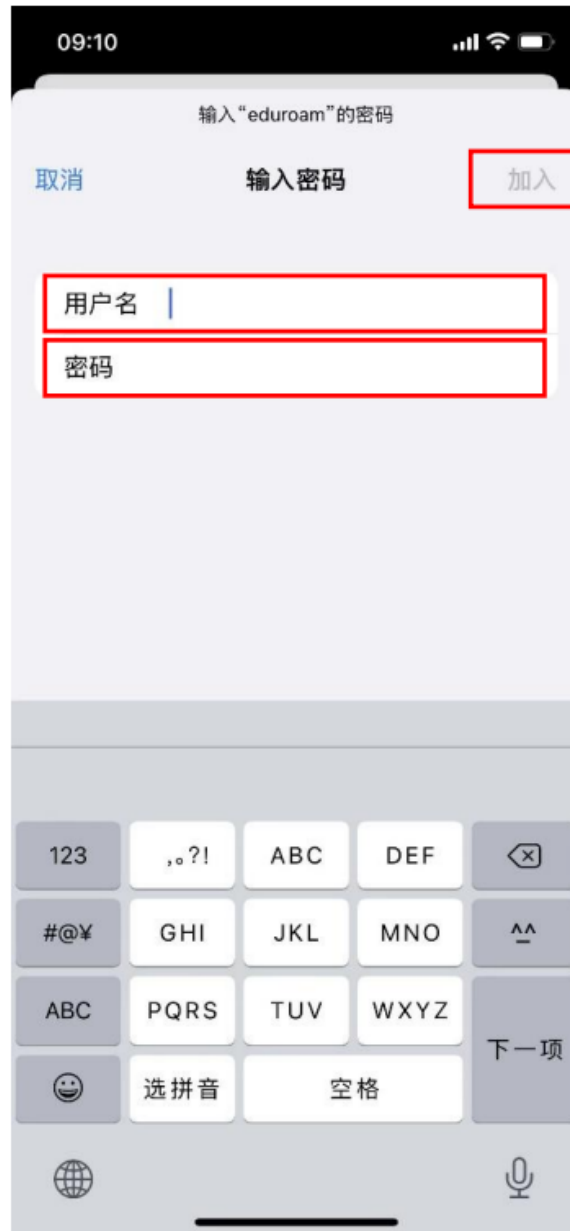 09:10
输入“eduroam”的密码
取消 输入密码 加入
用户名
密码
123 ,。?! ABC DEF
#@¥ GHI JKL MNO ^^
ABC PQRS TUV WXYZ
下一项
选拼音 空格